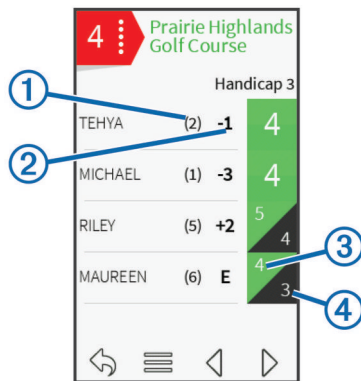 4 Prairie Highlands
Golf Course
Handicap 3
1
TEHYA (2) -1 4
2
MICHAEL (1) -3 4
RILEY (5) +2 5 4
3
MAUREEN (6) E 4 3
4